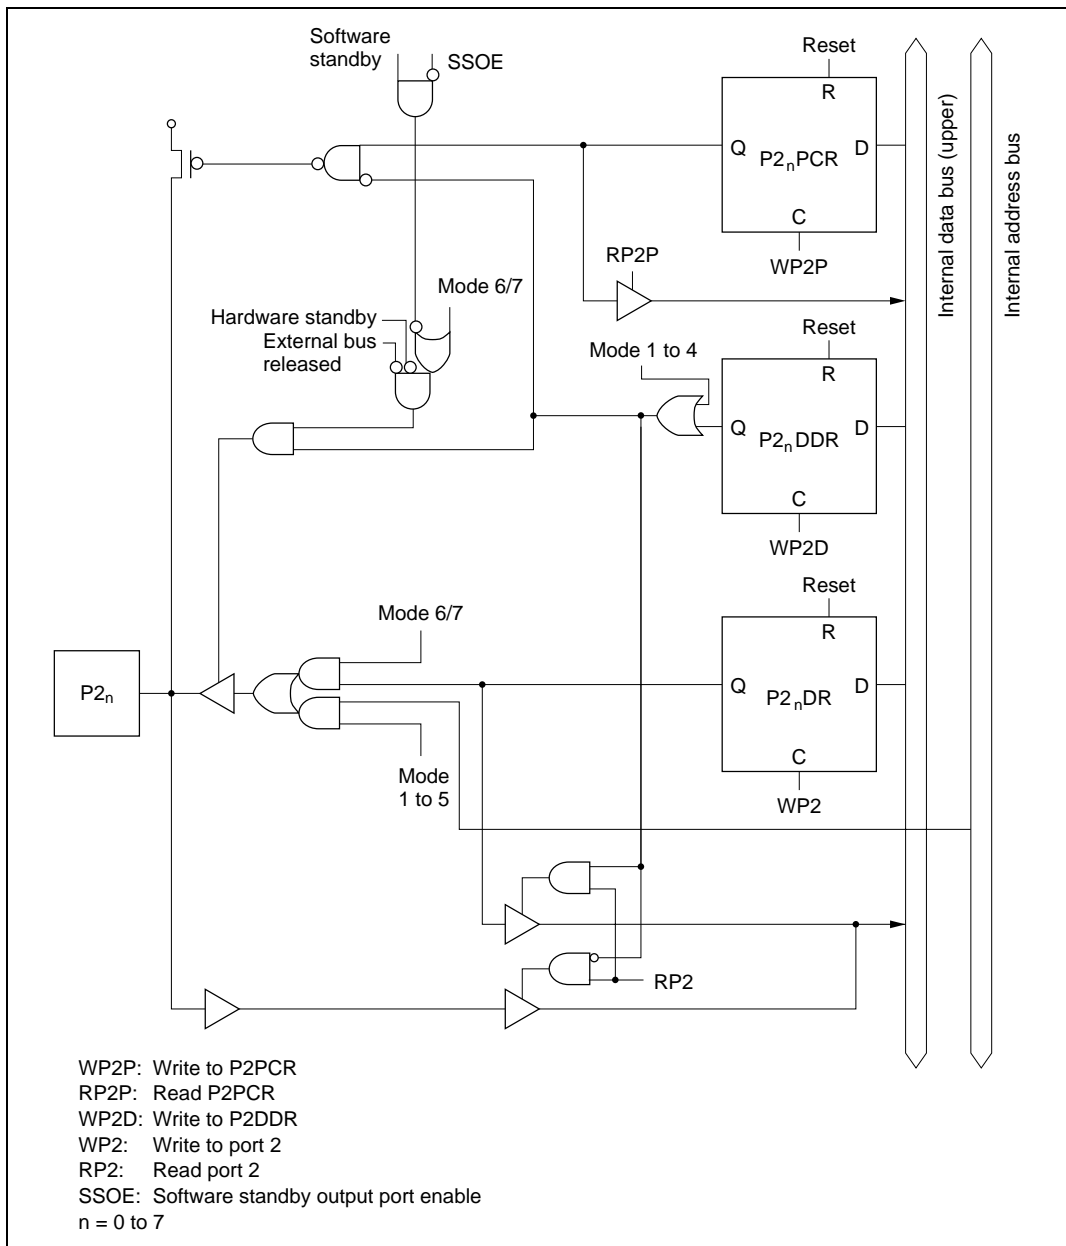 Software
standby
SSOE
Reset
R
Q
P2nPCR
D
C
WP2P
Internal data bus (upper)
Internal address bus
RP2P
Mode 6/7
Hardware standby
External bus
released
Reset
Mode 1 to 4
R
Q
P2nDDR
D
C
WP2D
Reset
Mode 6/7
R
P2n
Q
P2nDR
D
C
Mode
1 to 5
WP2
RP2
WP2P: Write to P2PCR
RP2P: Read P2PCR
WP2D: Write to P2DDR
WP2: Write to port 2
RP2: Read port 2
SSOE: Software standby output port enable
n = 0 to 7